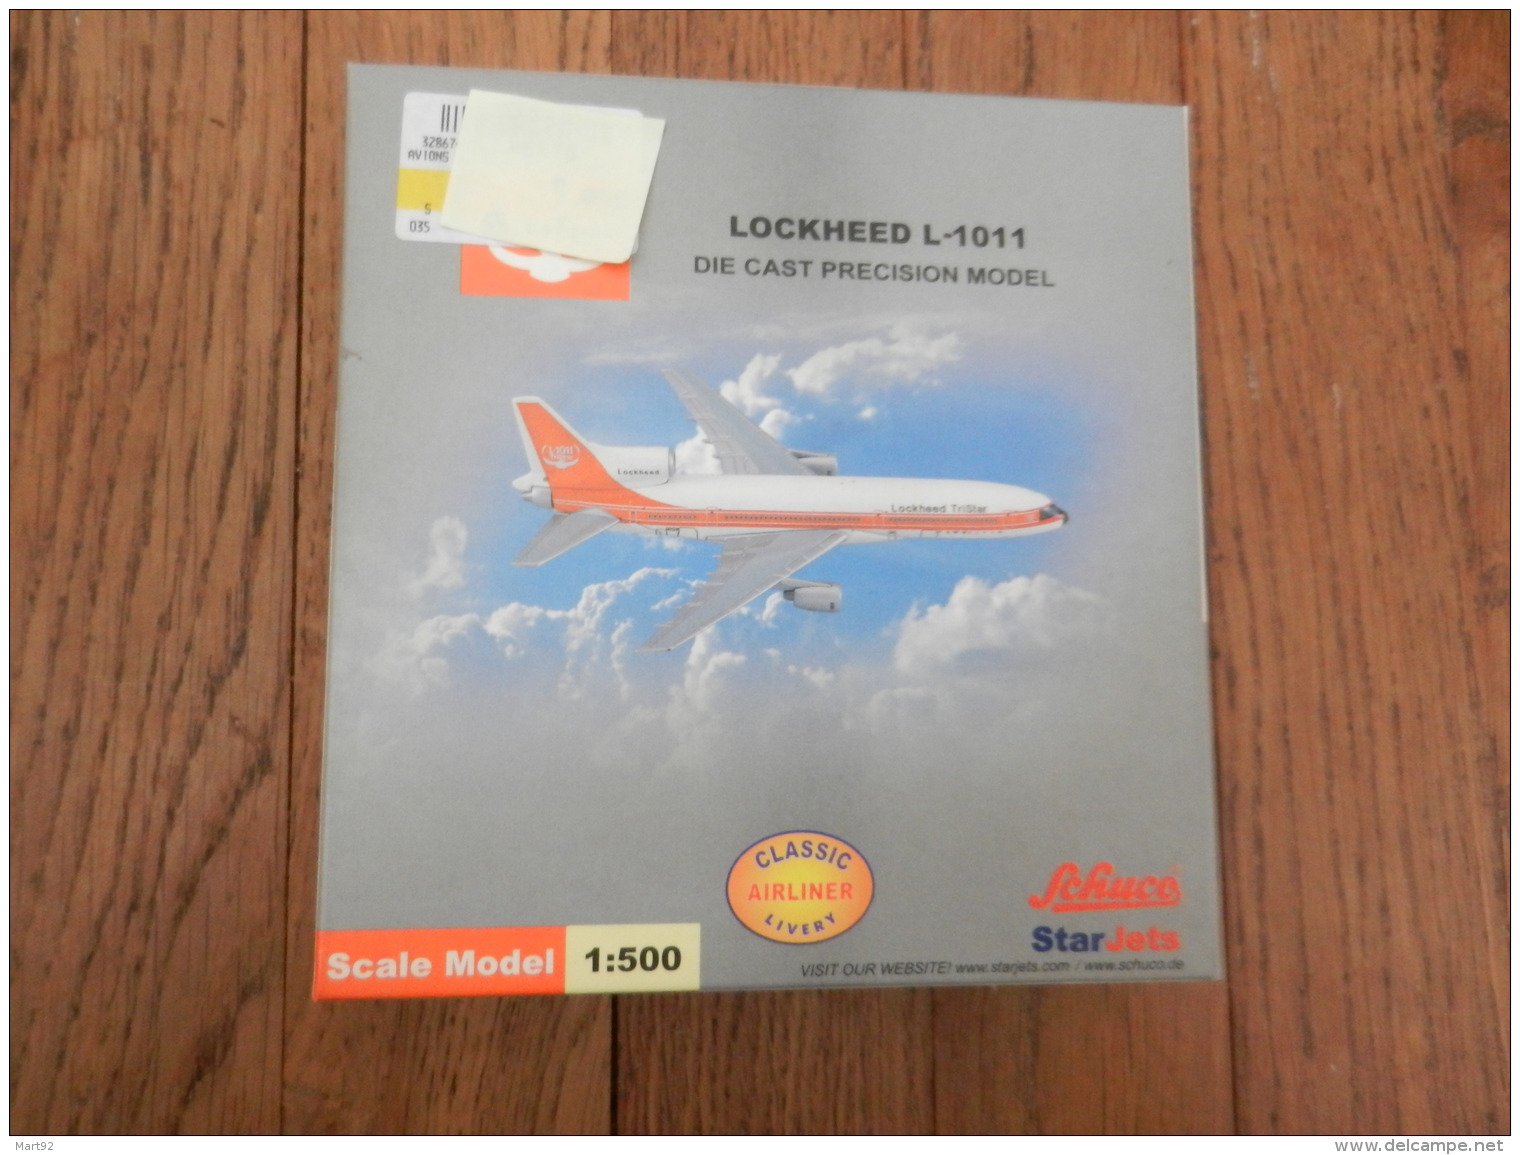 AVIONS
S
035
LOCKHEED L-1011
DIE CAST PRECISION MODEL
L-1011
Lockheed
Lockheed TriStar
CLASSIC
AIRLINER
LIVERY
Schuco
StarJets
Scale Model 1:500
VISIT OUR WEBSITE! www.starjets.com / www.schuco.de
Mart92
www.delcampe.net